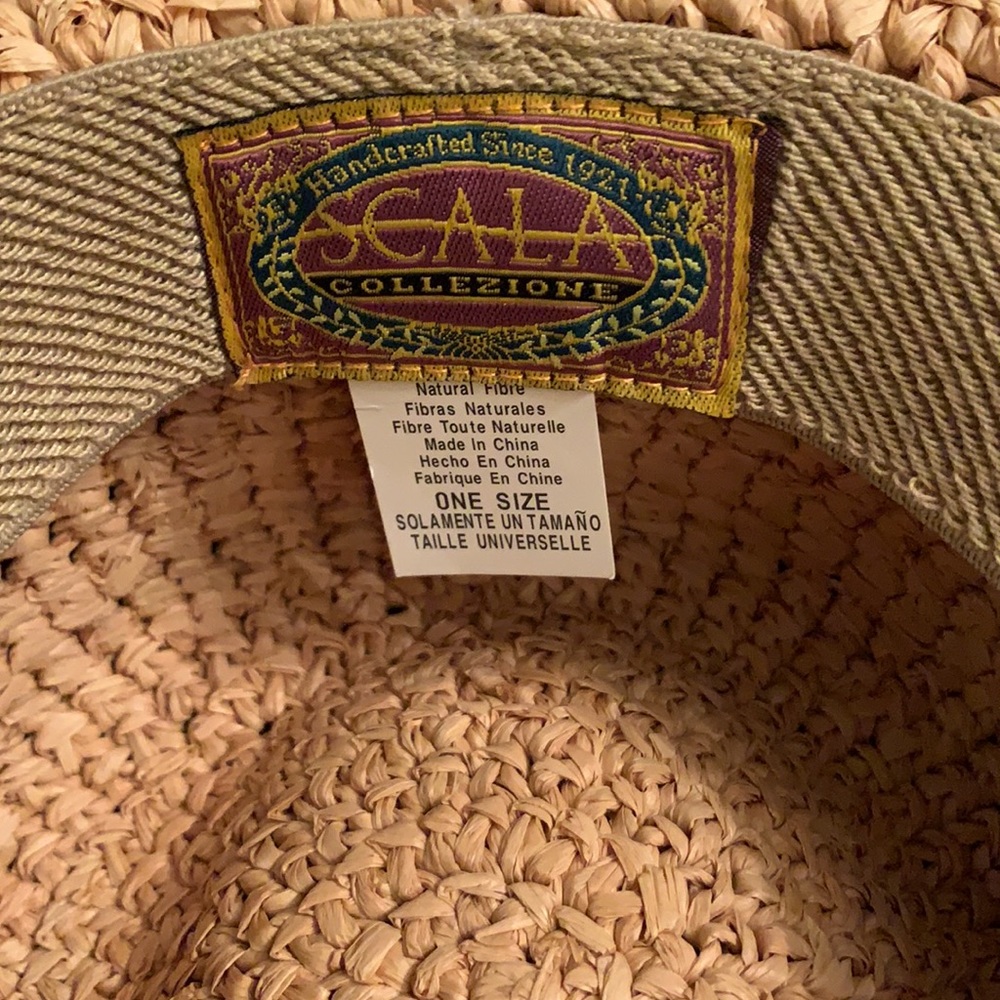 Handcrafted Since 1921
SCALA
COLLEZIONE
Natural Fibre
Fibras Naturales
Fibre Toute Naturelle
Made In China
Hecho En China
Fabrique En Chine
ONE SIZE
SOLAMENTE UN TAMAÑO
TAILLE UNIVERSELLE